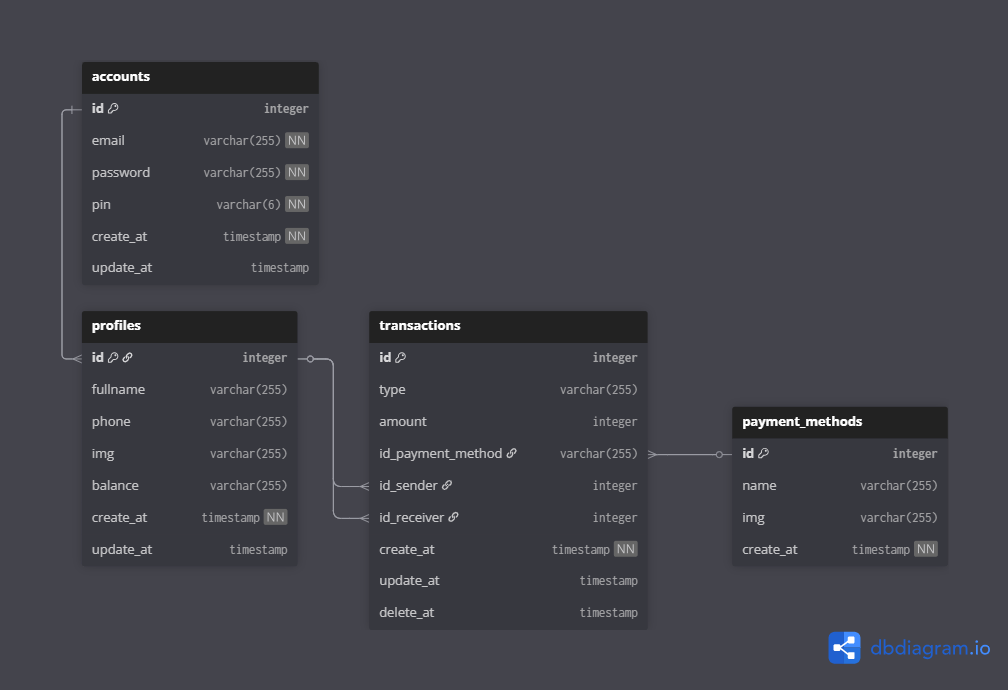 accounts
id integer
email varchar(255) NN
password varchar(255) NN
pin varchar(6) NN
create_at timestamp NN
update_at timestamp
profiles
id integer
fullname varchar(255)
phone varchar(255)
img varchar(255)
balance varchar(255)
create_at timestamp NN
update_at timestamp
transactions
id integer
type varchar(255)
amount integer
id_payment_method varchar(255)
id_sender integer
id_receiver integer
create_at timestamp NN
update_at timestamp
delete_at timestamp
payment_methods
id integer
name varchar(255)
img varchar(255)
create_at timestamp NN
dbdiagram.io